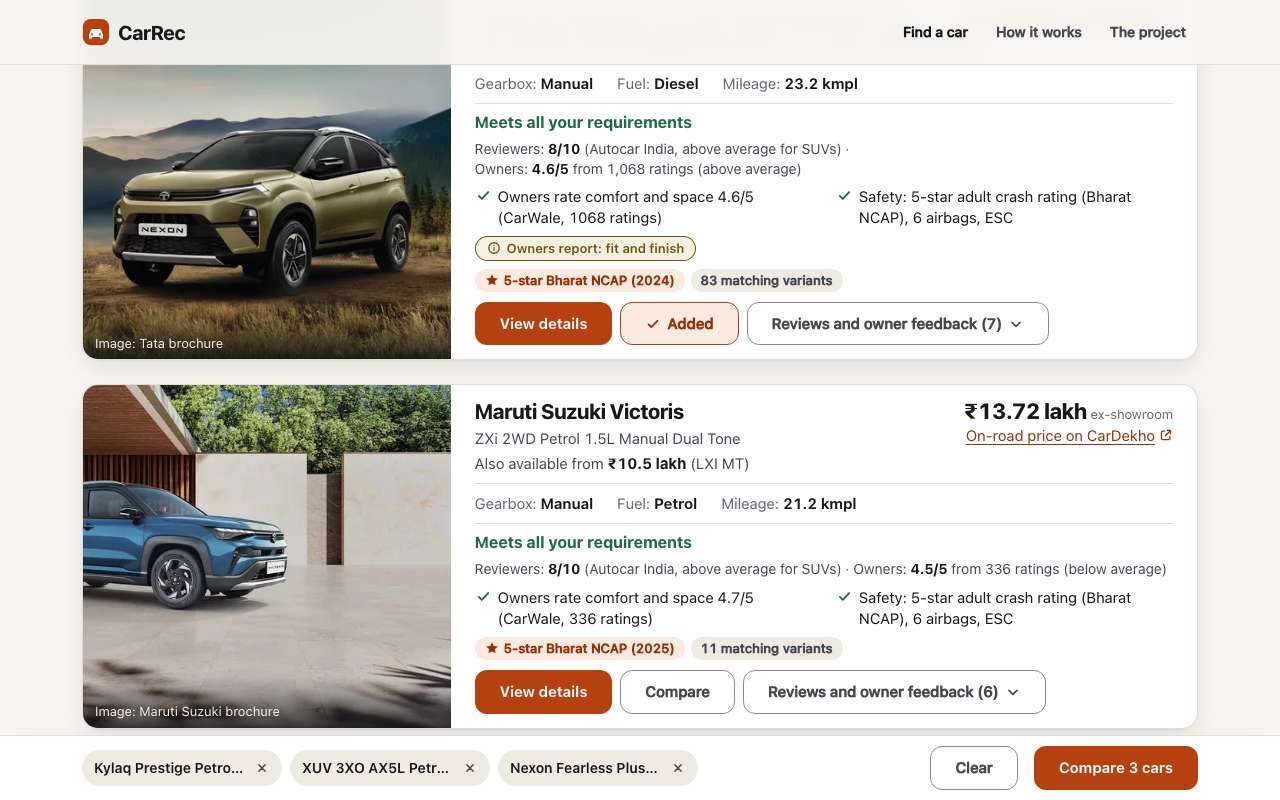 CarRec
Find a car
How it works
The project
Gearbox: Manual Fuel: Diesel Mileage: 23.2 kmpl
Meets all your requirements
Reviewers: 8/10 (Autocar India, above average for SUVs) ·
Owners: 4.6/5 from 1,068 ratings (above average)
Owners rate comfort and space 4.6/5
(CarWale, 1068 ratings)
Safety: 5-star adult crash rating (Bharat
NCAP), 6 airbags, ESC
Owners report: fit and finish
5-star Bharat NCAP (2024)
83 matching variants
View details
Added
Reviews and owner feedback (7)
NEXON
Image: Tata brochure
Maruti Suzuki Victoris
₹13.72 lakh ex-showroom
ZXi 2WD Petrol 1.5L Manual Dual Tone
On-road price on CarDekho
Also available from ₹10.5 lakh (LXI MT)
Gearbox: Manual Fuel: Petrol Mileage: 21.2 kmpl
Meets all your requirements
Reviewers: 8/10 (Autocar India, above average for SUVs) · Owners: 4.5/5 from 336 ratings (below average)
Owners rate comfort and space 4.7/5
(CarWale, 336 ratings)
Safety: 5-star adult crash rating (Bharat
NCAP), 6 airbags, ESC
5-star Bharat NCAP (2025)
11 matching variants
View details
Compare
Reviews and owner feedback (6)
Image: Maruti Suzuki brochure
Kylaq Prestige Petro...
XUV 3XO AX5L Petr...
Nexon Fearless Plus...
Clear
Compare 3 cars